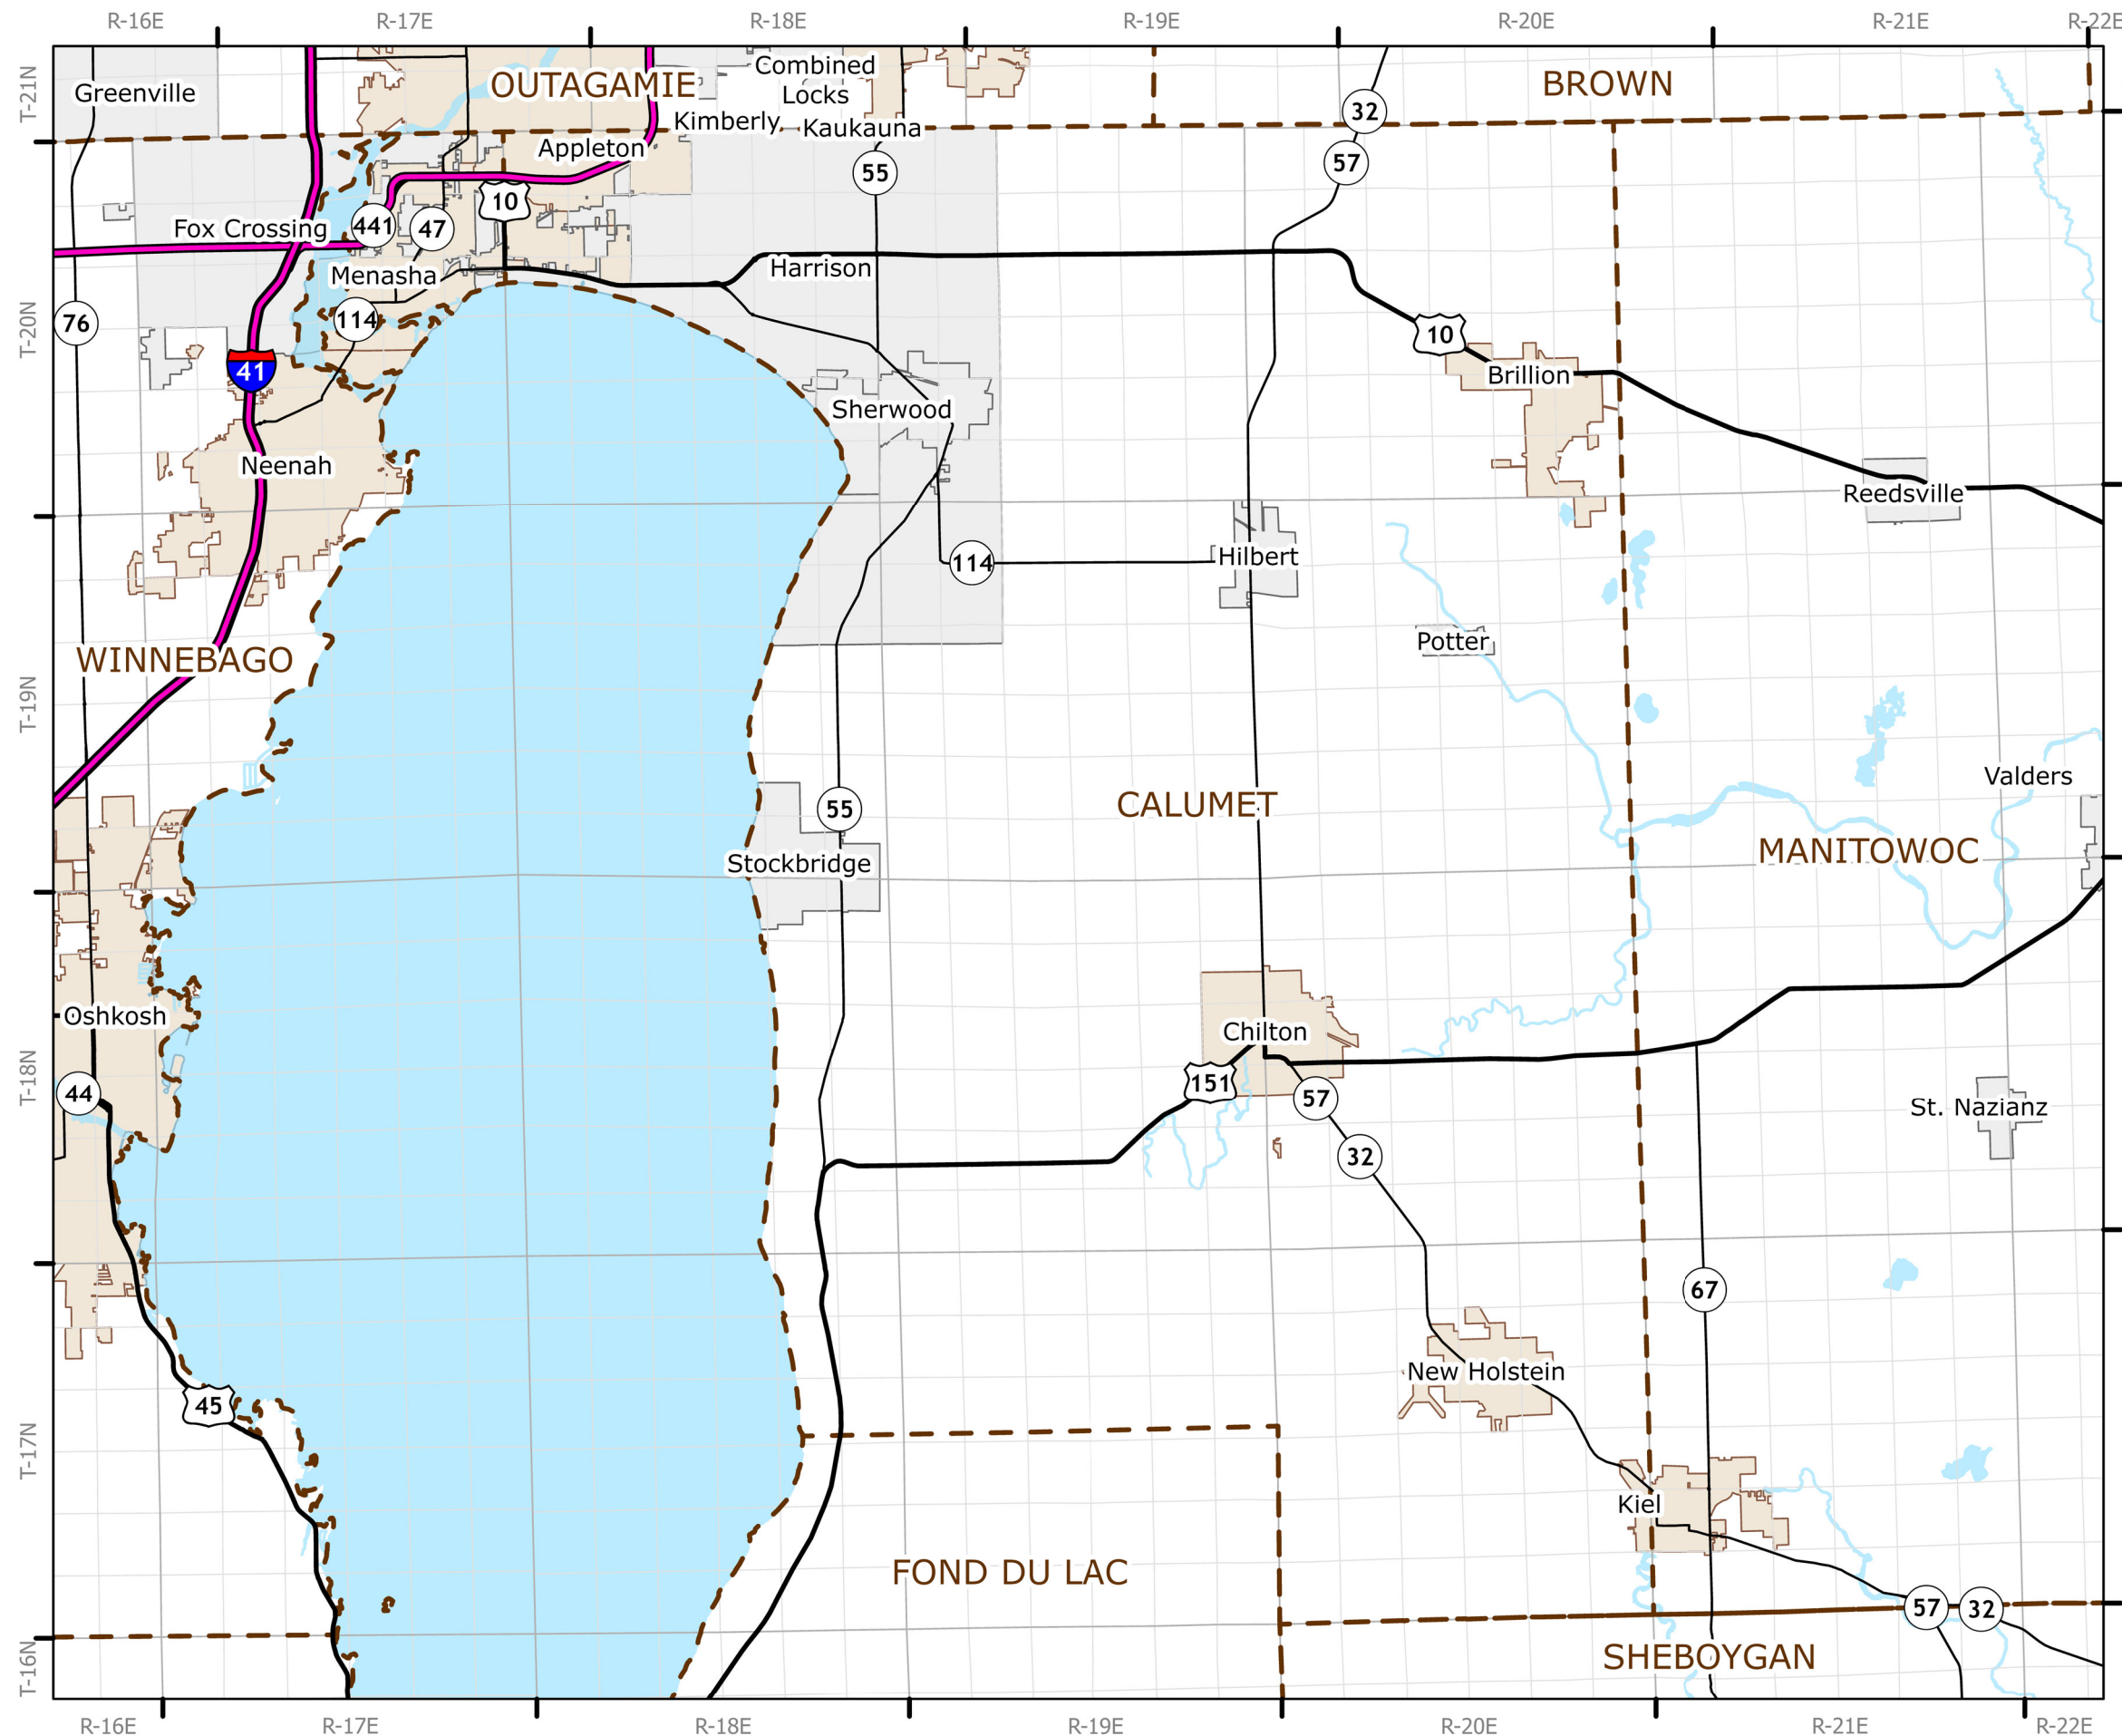 R-16E R-17E R-18E R-19E R-20E R-21E R-22E
T-21N
T-20N
T-19N
T-18N
T-17N
T-16N
Greenville
OUTAGAMIE
Combined
Locks
BROWN
Kimberly
Kaukauna
32
Appleton
57
55
10
Fox Crossing
441
47
Menasha
Harrison
76
114
10
41
Brillion
Sherwood
Neenah
Reedsville
114
Hilbert
Potter
WINNEBAGO
Valders
CALUMET
55
MANITOWOC
Stockbridge
Oshkosh
Chilton
151
44
57
St. Nazianz
32
67
New Holstein
45
Kiel
FOND DU LAC
57
32
SHEBOYGAN
R-16E R-17E R-18E R-19E R-20E R-21E R-22E